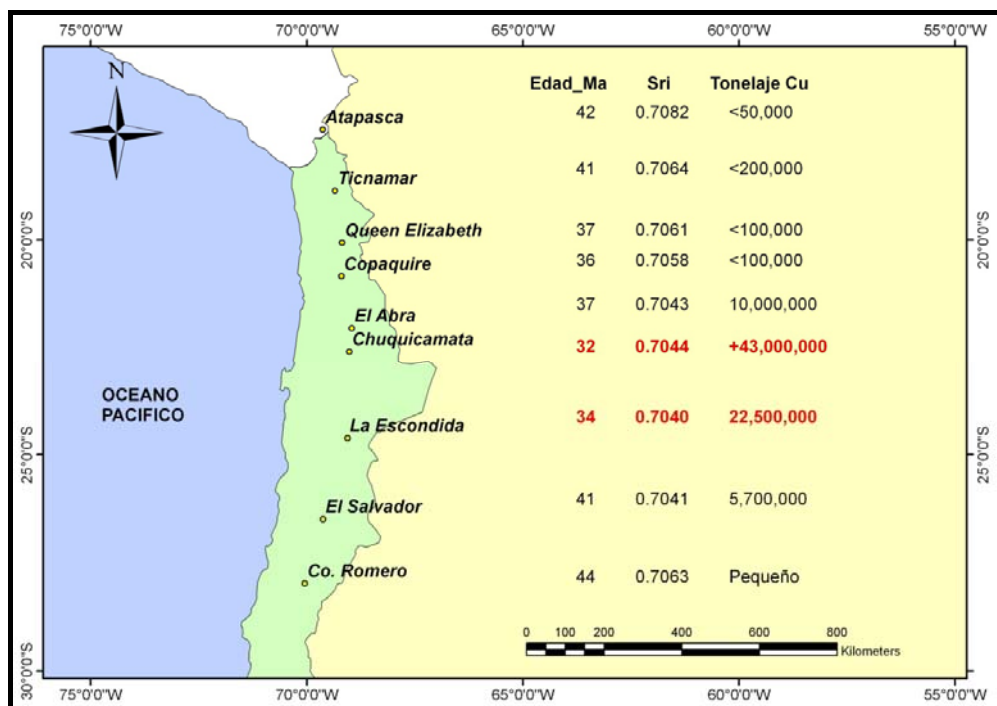 75°0'0"W 70°0'0"W 65°0'0"W 60°0'0"W 55°0'0"W
N
Edad_Ma Sri Tonelaje Cu
Atapasca 42 0.7082 <50,000
Ticnamar 41 0.7064 <200,000
Queen Elizabeth 37 0.7061 <100,000
20°0'0"S 20°0'0"S
Copaquire 36 0.7058 <100,000
El Abra 37 0.7043 10,000,000
Chuquicamata 32 0.7044 +43,000,000
OCEANO
PACIFICO
La Escondida 34 0.7040 22,500,000
25°0'0"S 25°0'0"S
El Salvador 41 0.7041 5,700,000
Co. Romero 44 0.7063 Pequeño
0 100 200 400 600 800
Kilometers
30°0'0"S 30°0'0"S
75°0'0"W 70°0'0"W 65°0'0"W 60°0'0"W 55°0'0"W